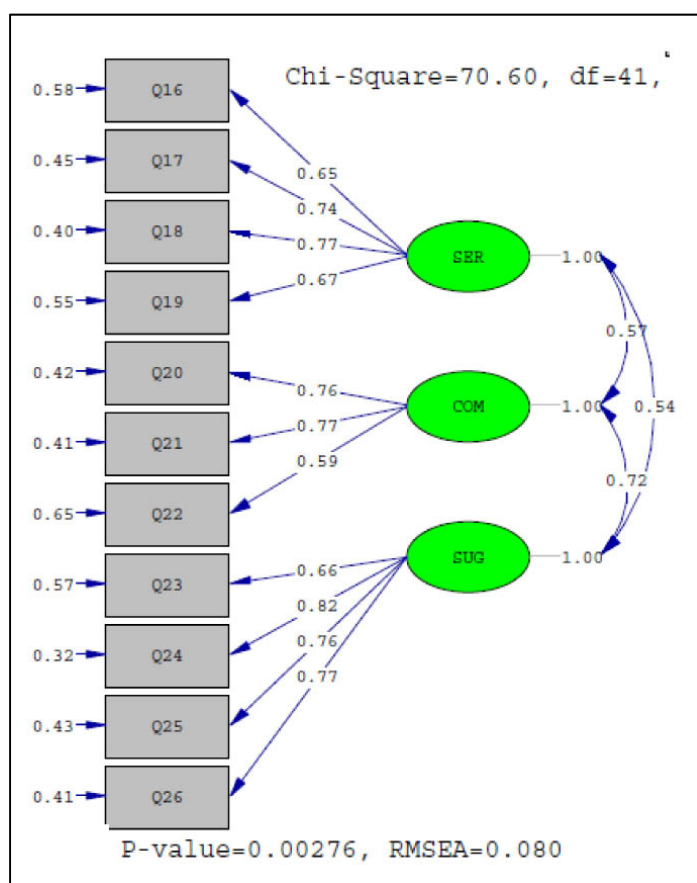 Chi-Square=70.60, df=41,
0.58 Q16
0.45 Q17
0.65
0.74
0.40 Q18
0.77
SER 1.00
0.67
0.55 Q19
0.57
0.42 Q20
0.76
COM 1.00
0.54
0.77
0.41 Q21
0.59
0.72
0.65 Q22
SUG 1.00
0.57 Q23
0.66
0.82
0.32 Q24
0.76
0.77
0.43 Q25
0.41 Q26
P-value=0.00276, RMSEA=0.080